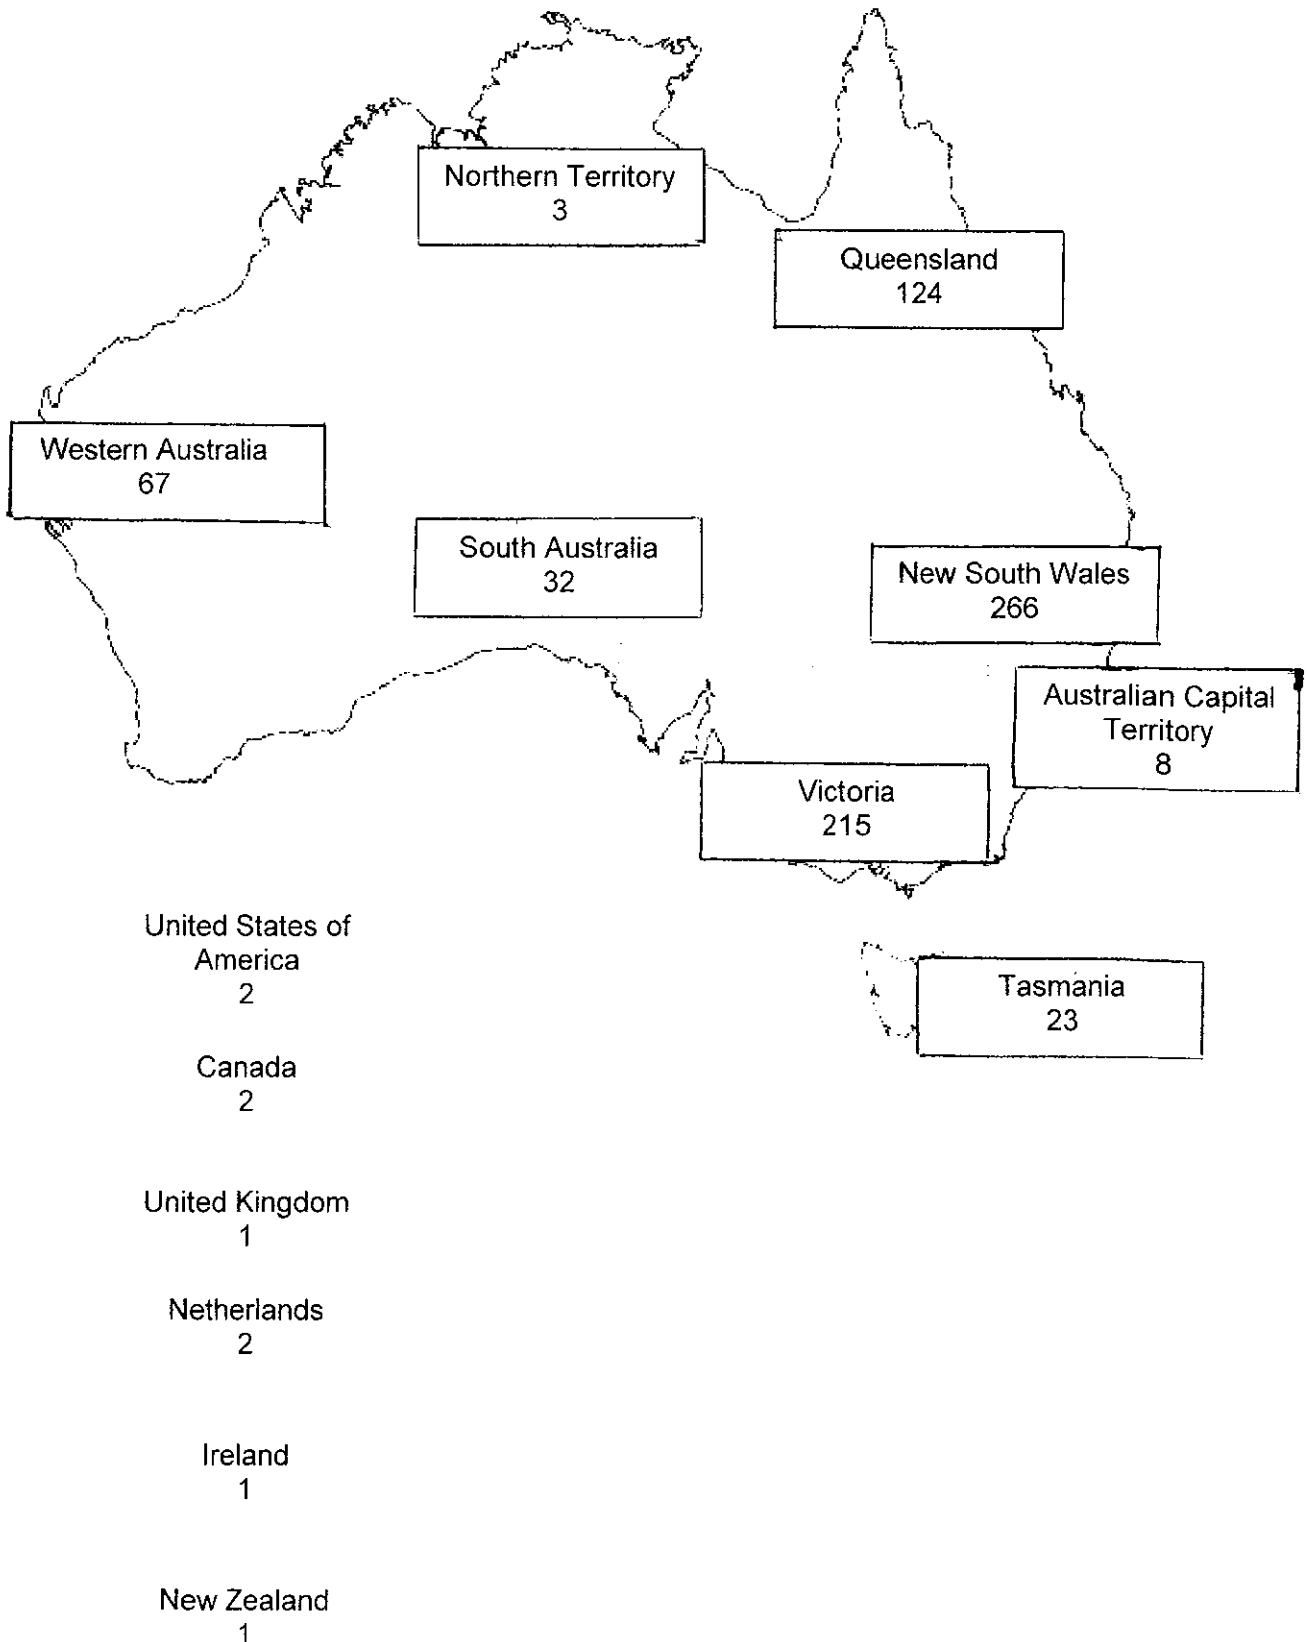 Northern Territory
3
Queensland
124
Western Australia
67
South Australia
32
New South Wales
266
Australian Capital
Territory
8
Victoria
215
United States of
America
2
Tasmania
23
Canada
2
United Kingdom
1
Netherlands
2
Ireland
1
New Zealand
1